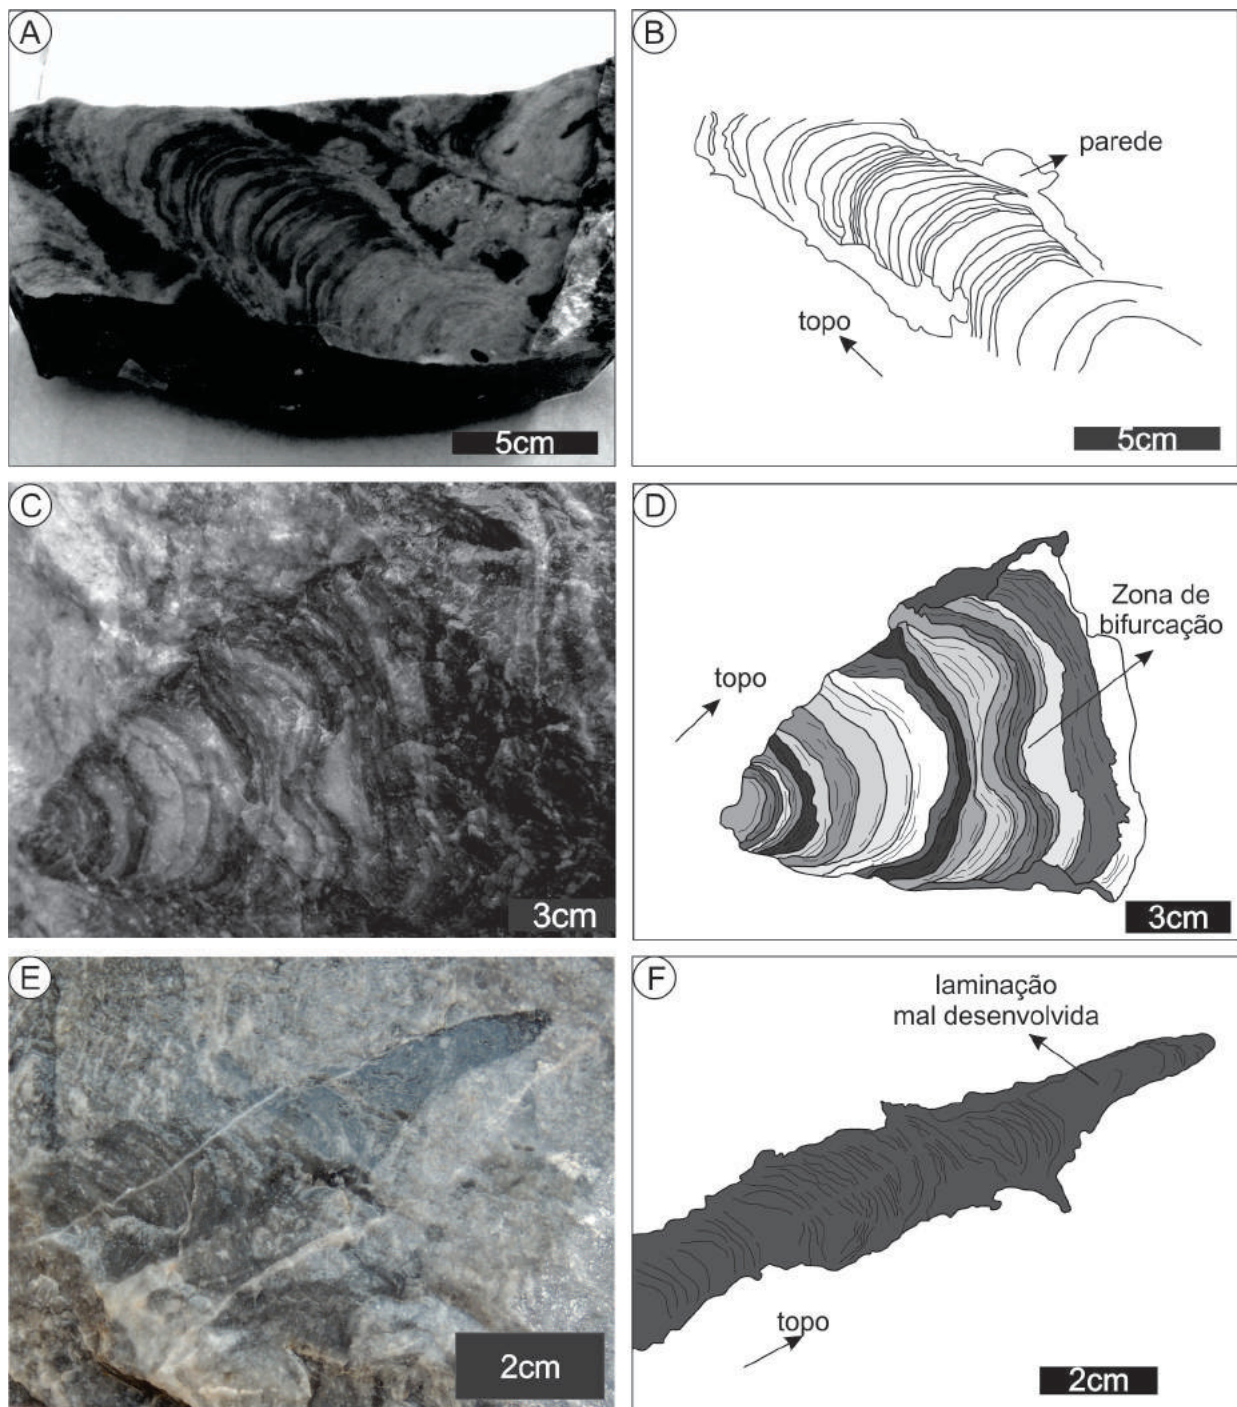 A
5cm
B
parede
topo
5cm
C
3cm
D
Zona de
bifurcação
topo
3cm
E
2cm
F
laminação
mal desenvolvida
topo
2cm